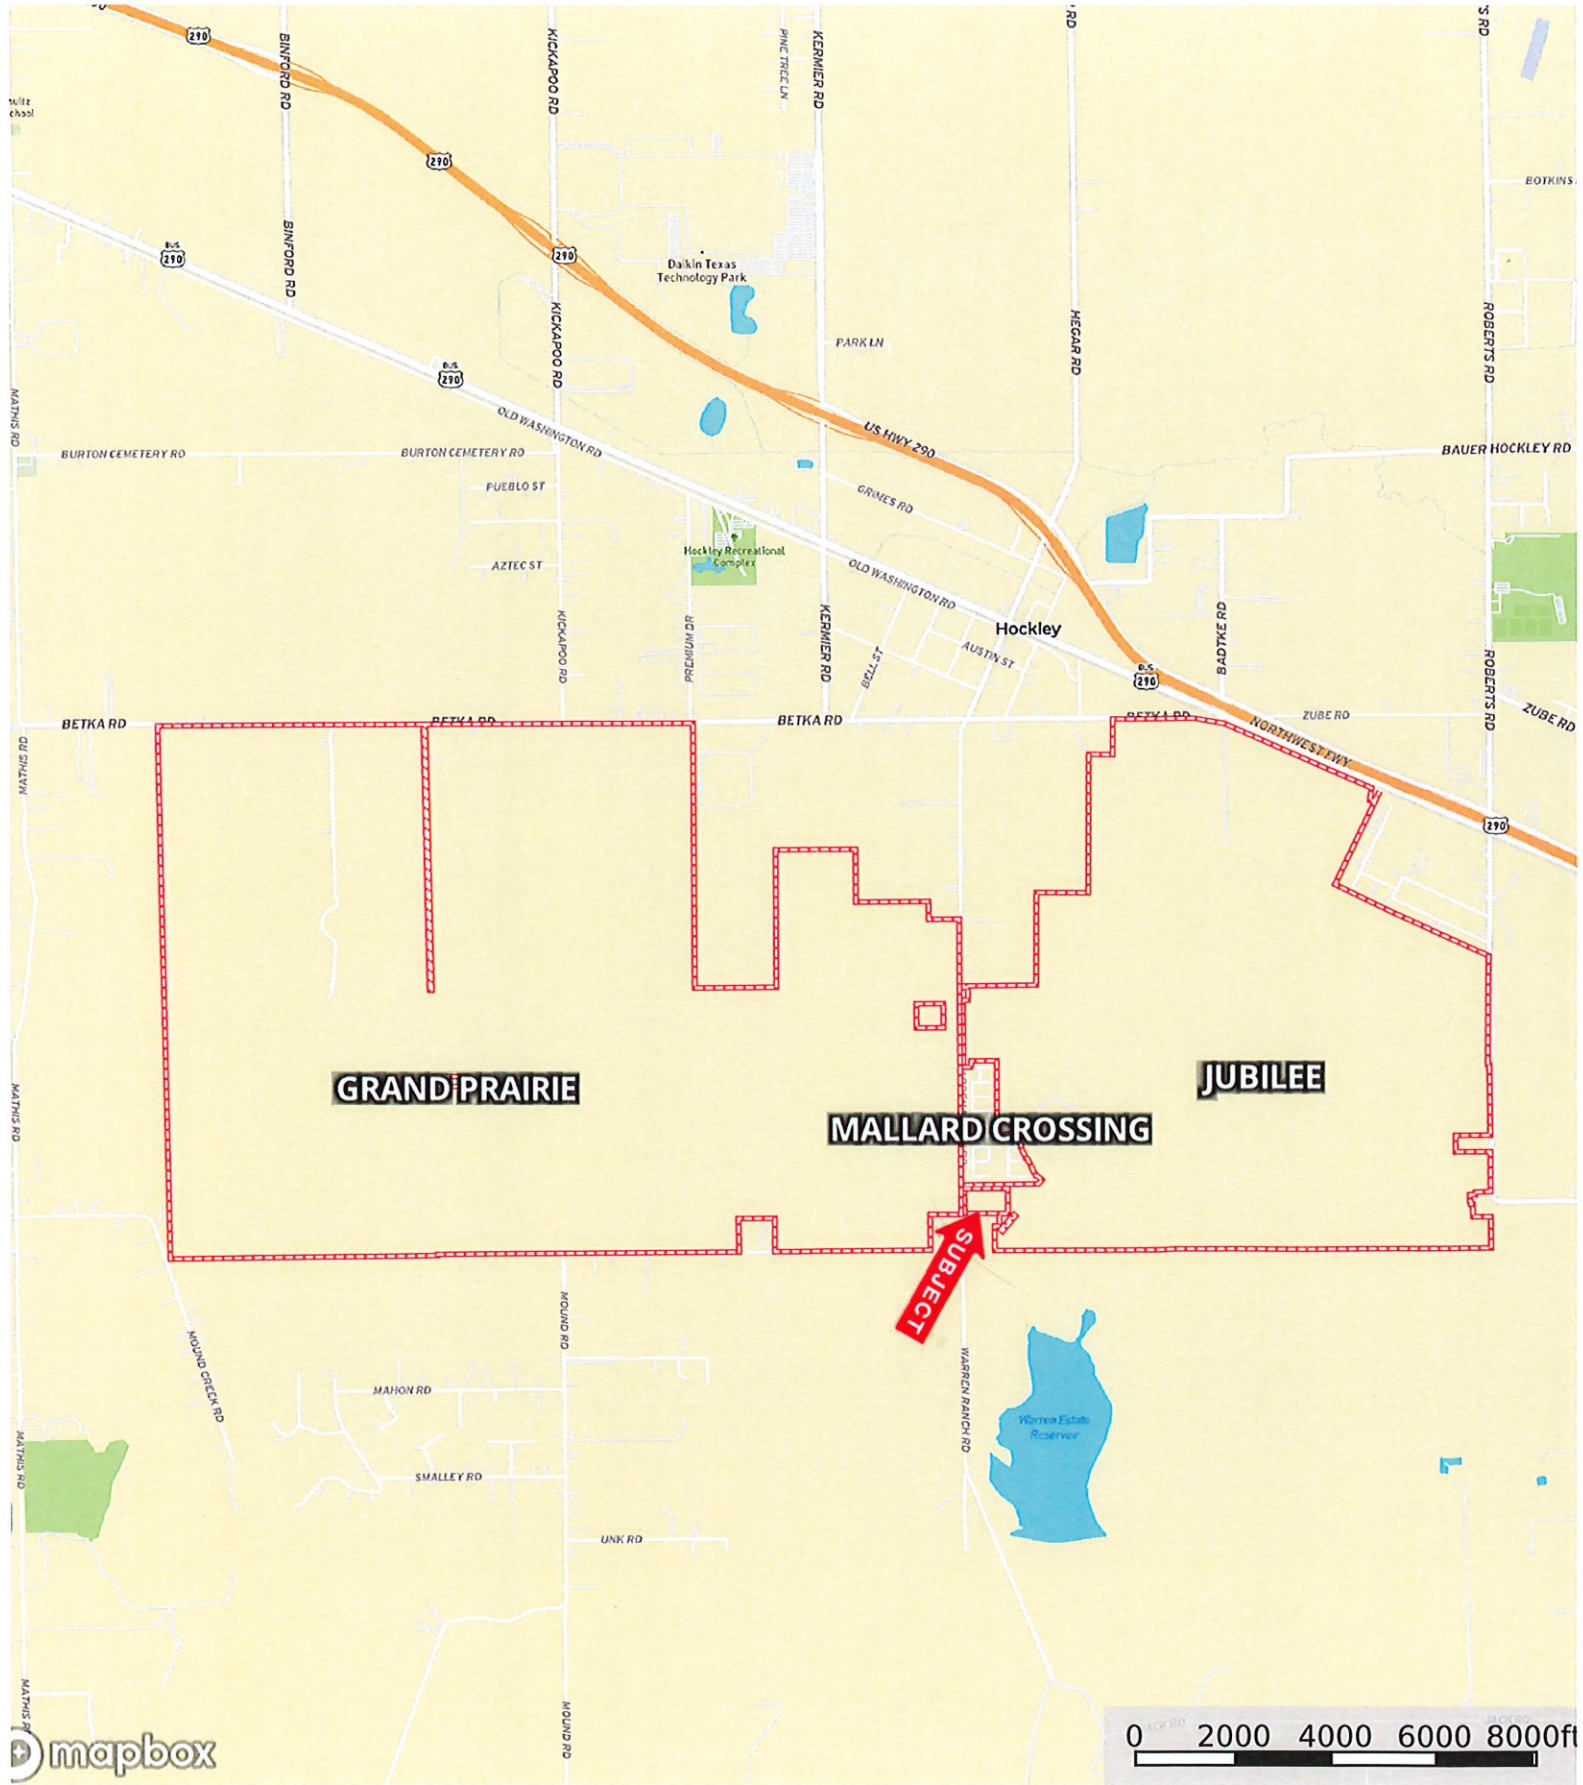 290
BINFORD RD
KICKAPOO RD
PINE TREE LN
KERMIER RD
RD
S RD
290
BOTKINS
BUS
290
BINFORD RD
290
Daikin Texas
Technology Park
KICKAPOO RD
HEGAR RD
ROBERTS RD
PARK LN
BUS
290
MATHIS RD
OLD WASHINGTON RD
US HWY 290
BURTON CEMETERY RD
BURTON CEMETERY RD
BAUER HOCKLEY RD
PUEBLO ST
GRIMES RD
Hockley Recreational
Complex
AZTEC ST
OLD WASHINGTON RD
KICKAPOO RD
PREMIUM DR
KERMIER RD
BELL ST
Hockley
AUSTIN ST
BADTKE RD
ROBERTS RD
BUS
290
BETKA RD
BETKA RD
BETKA RD
BETKA RD
ZUBE RD
ZUBE RD
NORTHWEST FWY
MATHIS RD
290
GRAND PRAIRIE
JUBILEE
MATHIS RD
MALLARD CROSSING
SUBJECT
MOUND RD
MOUND CREEK RD
WARREN RANCH RD
MAHON RD
Warren Estate
Reservoir
MATHIS RD
SMALLEY RD
UNK RD
MATHIS R
MOUND RD
mapbox
0 2000 4000 6000 8000ft